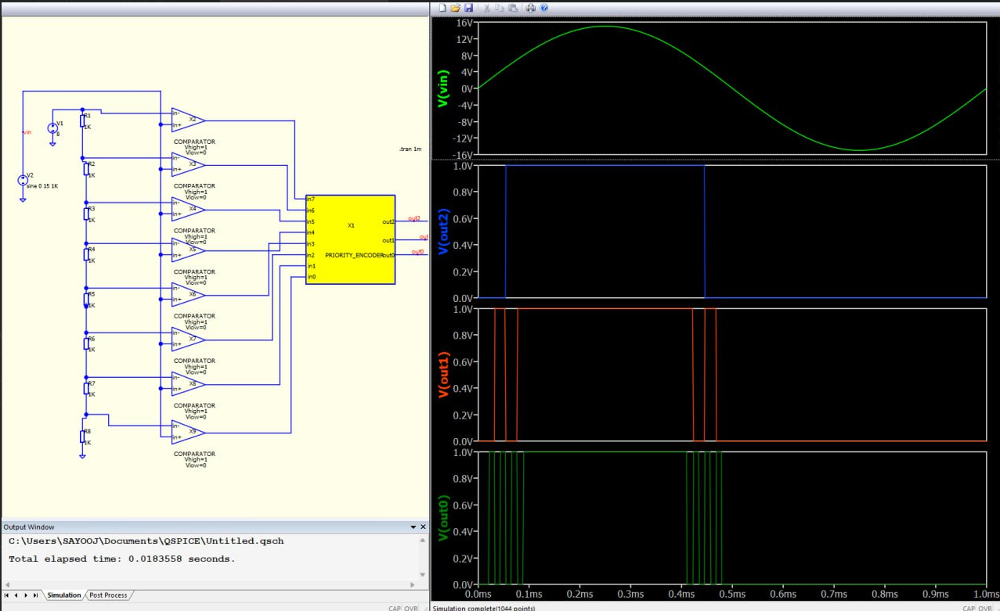 vin
V1
8
V2
sine 0 15 1K
R1
1K
R2
1K
R3
1K
R4
1K
R5
1K
R6
1K
R7
1K
R8
1K
in-
X2
in+
COMPARATOR
Vhigh=1
Vlow=0
in-
X3
in+
COMPARATOR
Vhigh=1
Vlow=0
in-
X4
in+
COMPARATOR
Vhigh=1
Vlow=0
in-
X5
in+
COMPARATOR
Vhigh=1
Vlow=0
in-
X6
in+
COMPARATOR
Vhigh=1
Vlow=0
in-
X7
in+
COMPARATOR
Vhigh=1
Vlow=0
in-
X8
in+
COMPARATOR
Vhigh=1
Vlow=0
in-
X9
in+
COMPARATOR
Vhigh=1
Vlow=0
.tran 1m
in7
in6
in5
in4
in3
in2
in1
in0
X1
PRIORITY_ENCODER
out2
out1
out0
out2
out
out0
Output Window
C:\Users\SAYOOJ\Documents\QSPICE\Untitled.qsch
Total elapsed time: 0.0183558 seconds.
Simulation
Post Process
CAP OVR
V(vin)
16V
12V
8V
4V
0V
-4V
-8V
-12V
-16V
V(out2)
1.0V
0.8V
0.6V
0.4V
0.2V
0.0V
V(out1)
1.0V
0.8V
0.6V
0.4V
0.2V
0.0V
V(out0)
1.0V
0.8V
0.6V
0.4V
0.2V
0.0V
0.0ms 0.1ms 0.2ms 0.3ms 0.4ms 0.5ms 0.6ms 0.7ms 0.8ms 0.9ms 1.0ms
Simulation complete(1044 points)
CAP OVR